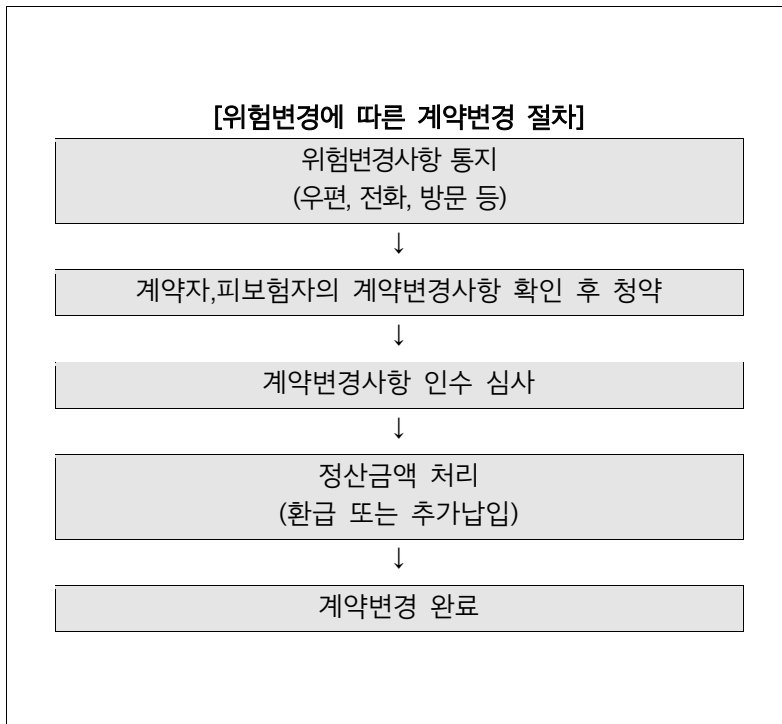 [위험변경에 따른 계약변경 절차]
위험변경사항 통지
(우편, 전화, 방문 등)
↓
계약자,피보험자의 계약변경사항 확인 후 청약
↓
계약변경사항 인수 심사
↓
정산금액 처리
(환급 또는 추가납입)
↓
계약변경 완료